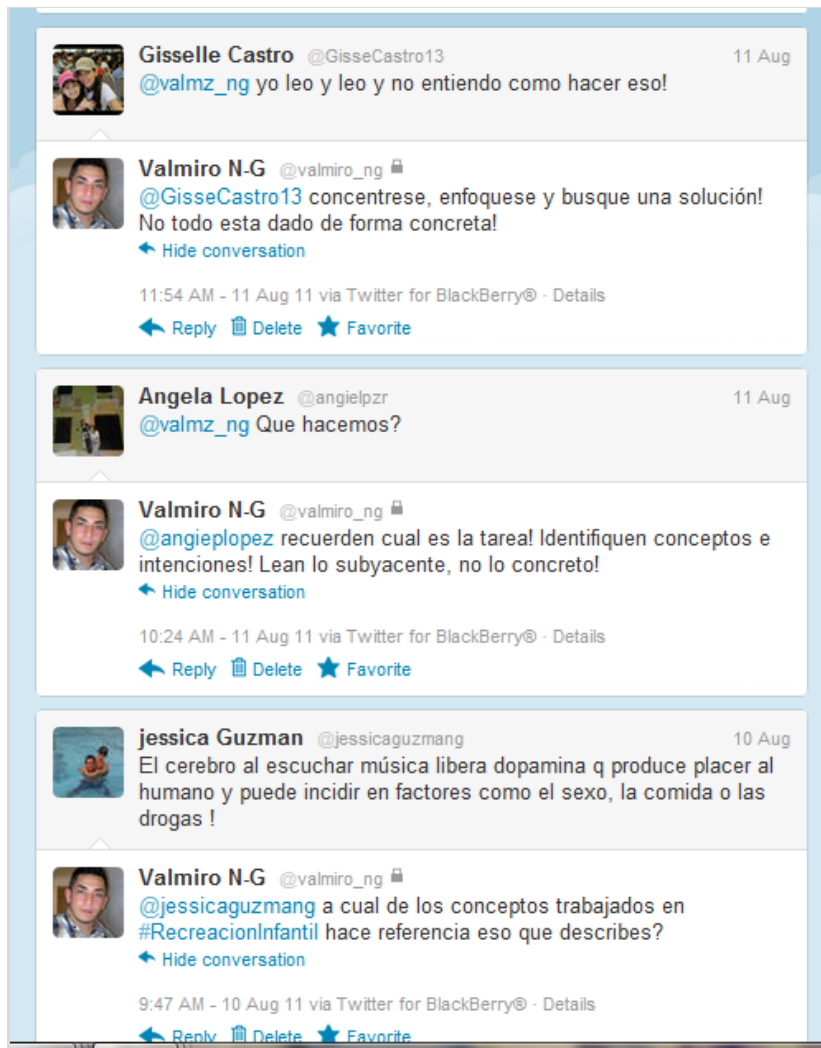 Gisselle Castro @GisseCastro13 11 Aug
@valmz_ng yo leo y leo y no entiendo como hacer eso!
Valmiro N-G @valmiro_ng
@GisseCastro13 concentrese, enfoquese y busque una solución!
No todo esta dado de forma concreta!
Hide conversation
11:54 AM - 11 Aug 11 via Twitter for BlackBerry® · Details
Reply Delete Favorite
Angela Lopez @angielpzr 11 Aug
@valmz_ng Que hacemos?
Valmiro N-G @valmiro_ng
@angieplopez recuerden cual es la tarea! Identifiquen conceptos e
intenciones! Lean lo subyacente, no lo concreto!
Hide conversation
10:24 AM - 11 Aug 11 via Twitter for BlackBerry® · Details
Reply Delete Favorite
jessica Guzman @jessicaguzmang 10 Aug
El cerebro al escuchar música libera dopamina q produce placer al
humano y puede incidir en factores como el sexo, la comida o las
drogas !
Valmiro N-G @valmiro_ng
@jessicaguzmang a cual de los conceptos trabajados en
#RecreacionInfantil hace referencia eso que describes?
Hide conversation
9:47 AM - 10 Aug 11 via Twitter for BlackBerry® · Details
Reply Delete Favorite